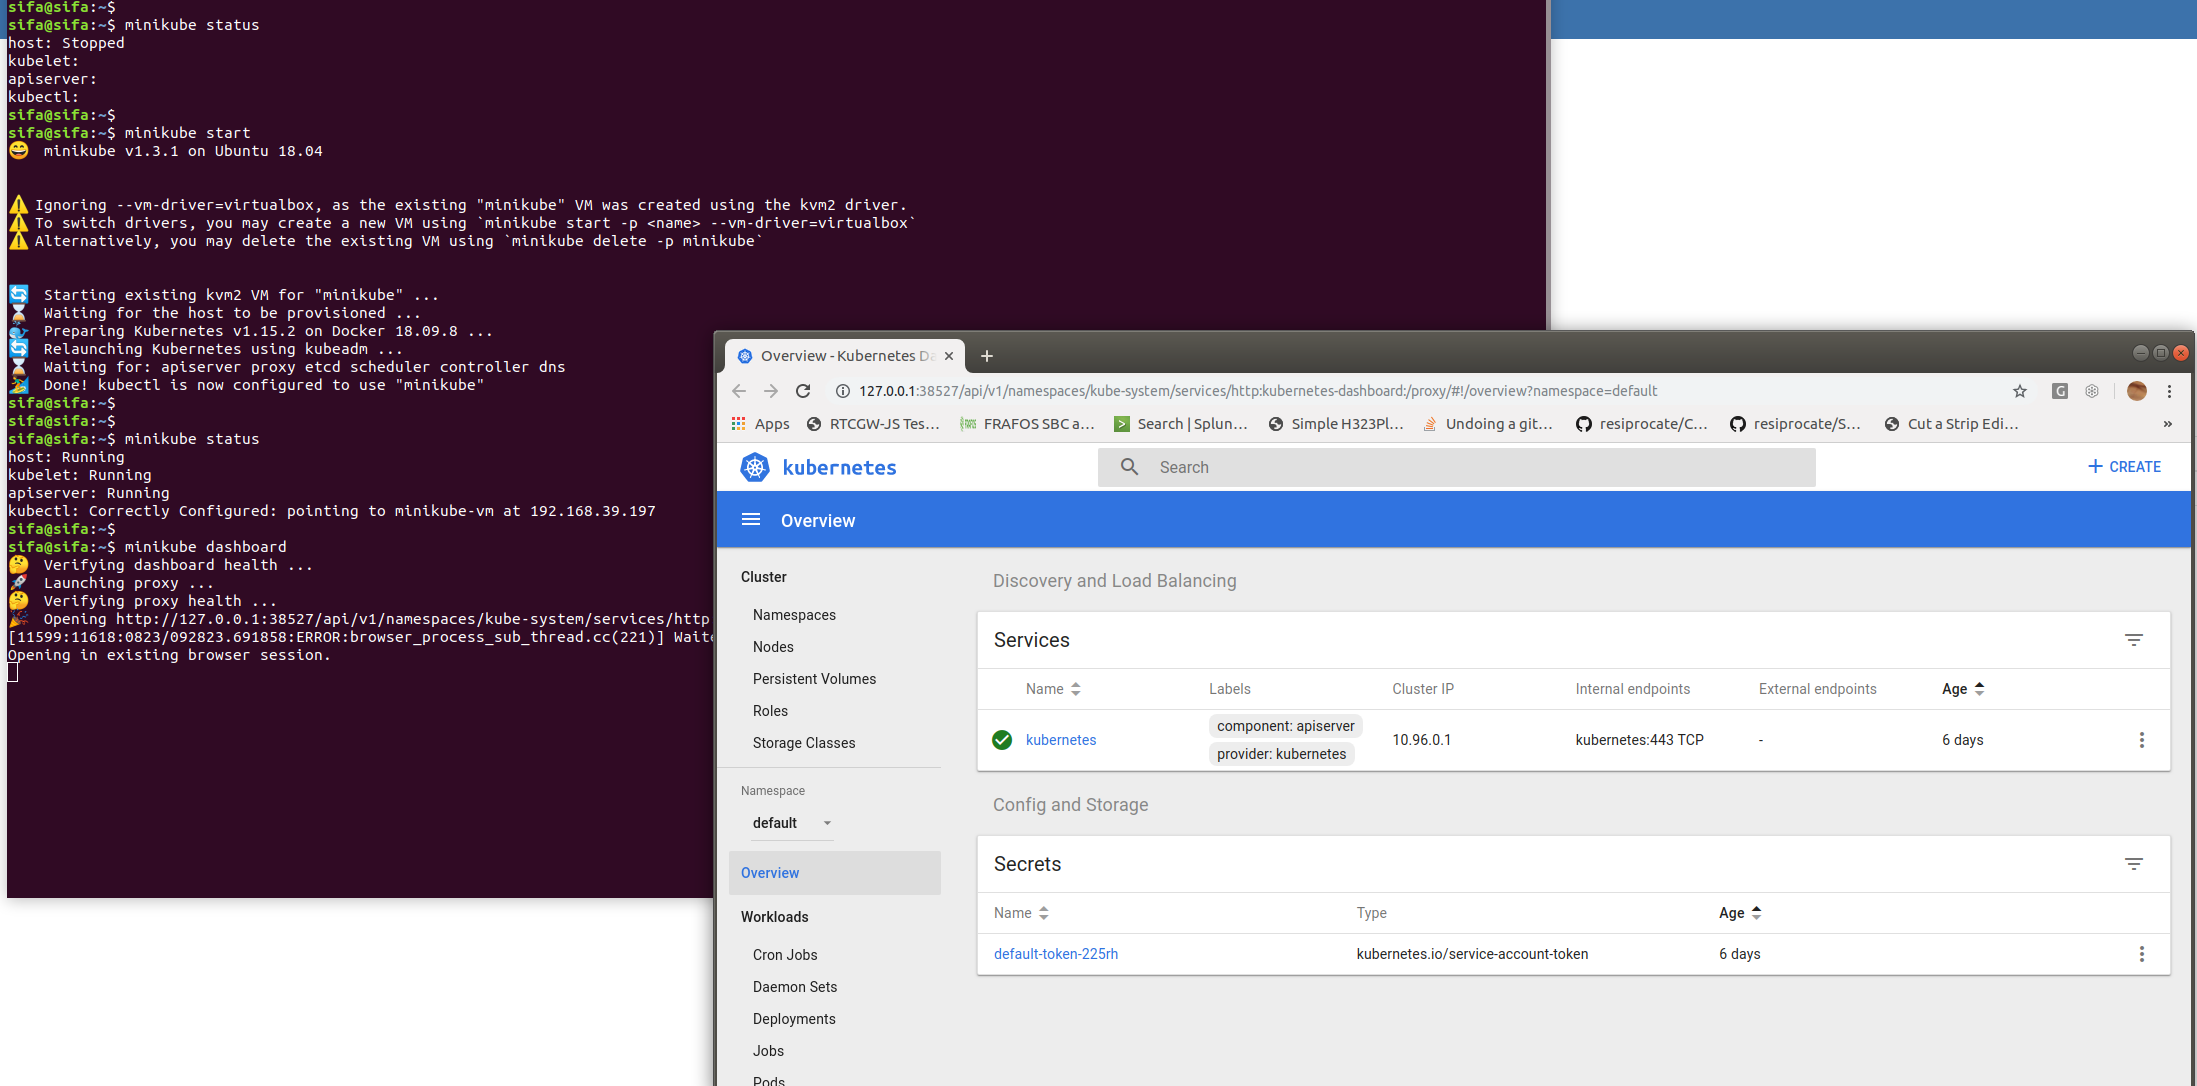 sifa@sifa:~$
sifa@sifa:~$ minikube status
host: Stopped
kubelet:
apiserver:
kubectl:
sifa@sifa:~$
sifa@sifa:~$ minikube start
minikube v1.3.1 on Ubuntu 18.04
Ignoring --vm-driver=virtualbox, as the existing "minikube" VM was created using the kvm2 driver.
To switch drivers, you may create a new VM using `minikube start -p <name> --vm-driver=virtualbox`
Alternatively, you may delete the existing VM using `minikube delete -p minikube`
Starting existing kvm2 VM for "minikube" ...
Waiting for the host to be provisioned ...
Preparing Kubernetes v1.15.2 on Docker 18.09.8 ...
Relaunching Kubernetes using kubeadm ...
Waiting for: apiserver proxy etcd scheduler controller dns
Done! kubectl is now configured to use "minikube"
sifa@sifa:~$
sifa@sifa:~$
sifa@sifa:~$ minikube status
host: Running
kubelet: Running
apiserver: Running
kubectl: Correctly Configured: pointing to minikube-vm at 192.168.39.197
sifa@sifa:~$
sifa@sifa:~$ minikube dashboard
Verifying dashboard health ...
Launching proxy ...
Verifying proxy health ...
Opening http://127.0.0.1:38527/api/v1/namespaces/kube-system/services/http
[11599:11618:0823/092823.691858:ERROR:browser_process_sub_thread.cc(221)] Waite
Opening in existing browser session.
Overview - Kubernetes Da
127.0.0.1:38527/api/v1/namespaces/kube-system/services/http:kubernetes-dashboard:/proxy/#!/overview?namespace=default
Apps RTCGW-JS Tes... FRAFOS SBC a... Search | Splun... Simple H323Pl... Undoing a git... resiprocate/C... resiprocate/S... Cut a Strip Edi... »
kubernetes
Search
+ CREATE
Overview
Cluster
Namespaces
Nodes
Persistent Volumes
Roles
Storage Classes
Namespace
default
Overview
Workloads
Cron Jobs
Daemon Sets
Deployments
Jobs
Pods
Discovery and Load Balancing
Services
Name Labels Cluster IP Internal endpoints External endpoints Age
kubernetes component: apiserver 10.96.0.1 kubernetes:443 TCP - 6 days
provider: kubernetes
Config and Storage
Secrets
Name Type Age
default-token-225rh kubernetes.io/service-account-token 6 days